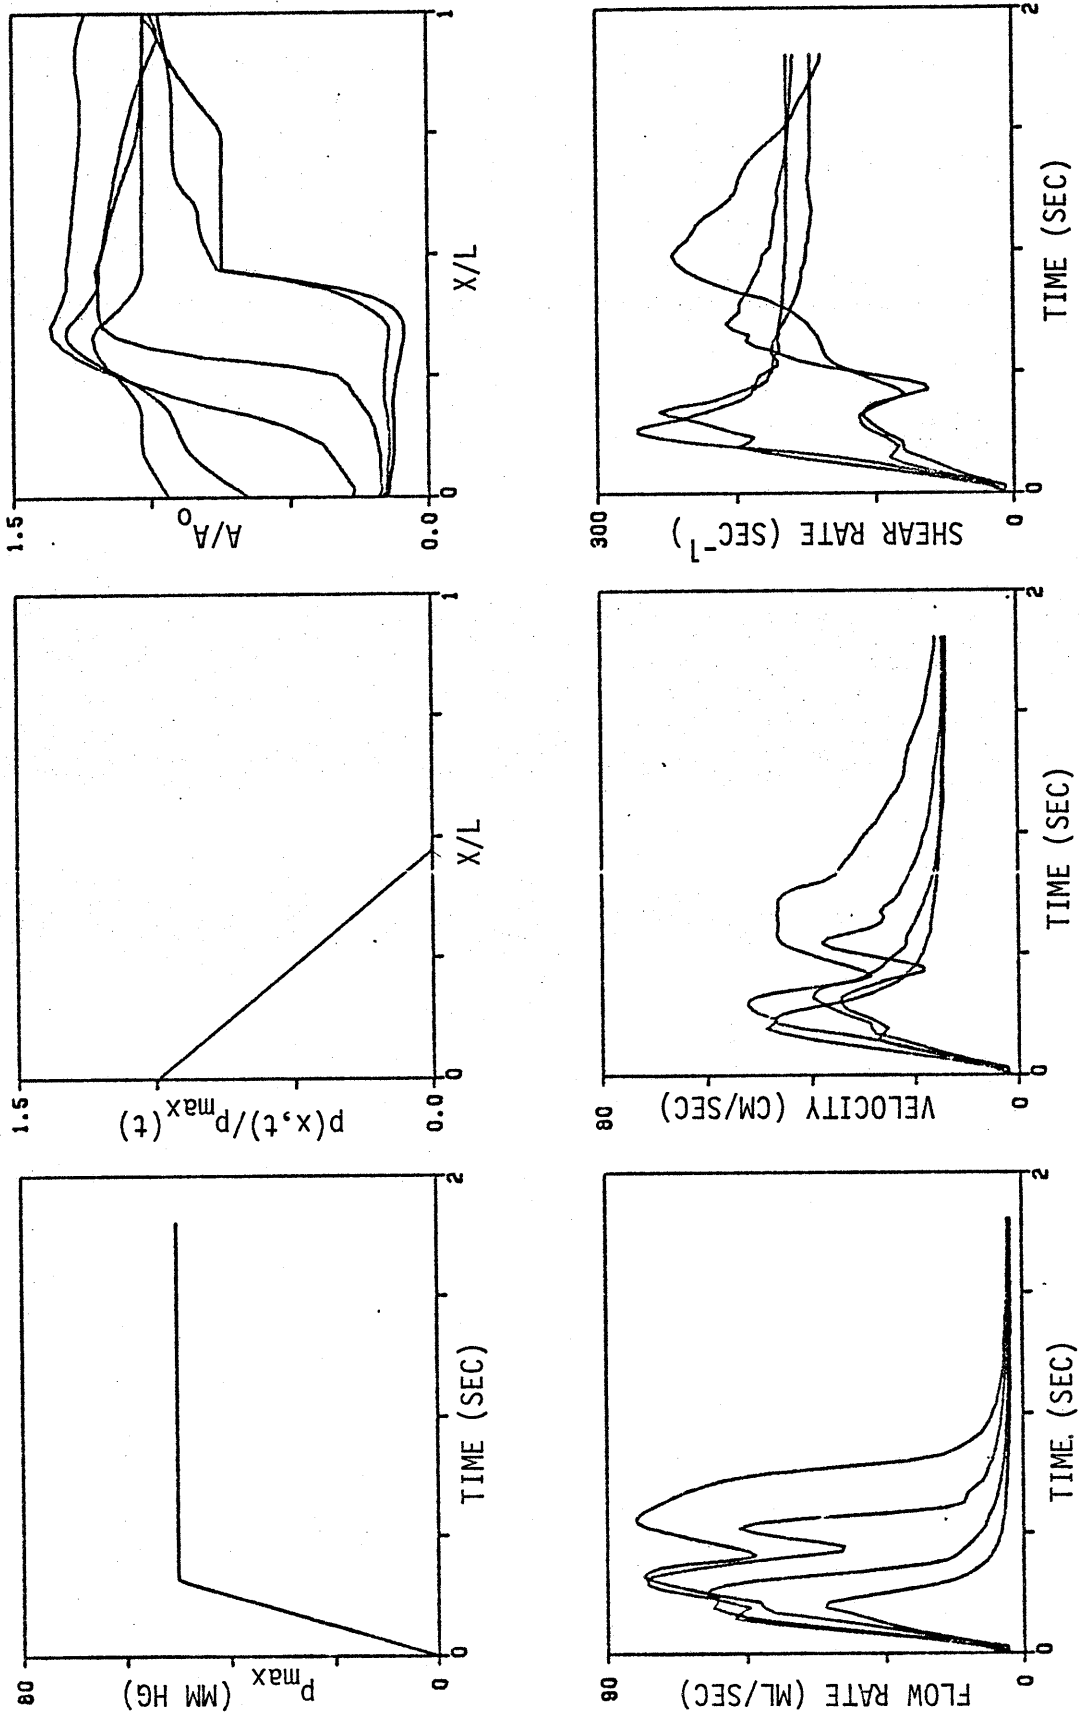 80
P max
(MM HG)
0
0
2
TIME (SEC)
1.5
p(x,t)/p max (t)
0.0
0
1
X/L
1.5
A/A0
0.0
0
1
X/L
90
FLOW RATE (ML/SEC)
0
0
2
TIME. (SEC)
80
VELOCITY (CM/SEC)
0
0
2
TIME (SEC)
300
SHEAR RATE (SEC-1)
0
0
2
TIME (SEC)